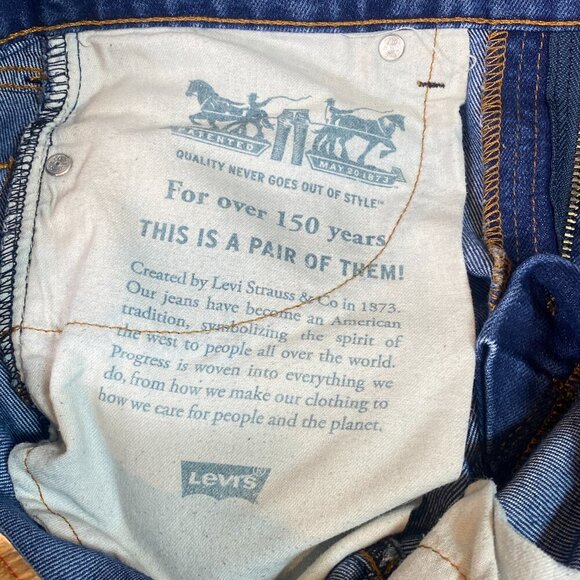 PATENTED MAY 20 1873
QUALITY NEVER GOES OUT OF STYLE™
For over 150 years
THIS IS A PAIR OF THEM!
Created by Levi Strauss & Co in 1873.
Our jeans have become an American
tradition, symbolizing the spirit of
the west to people all over the world.
Progress is woven into everything we
do, from how we make our clothing to
how we care for people and the planet.
Levi's